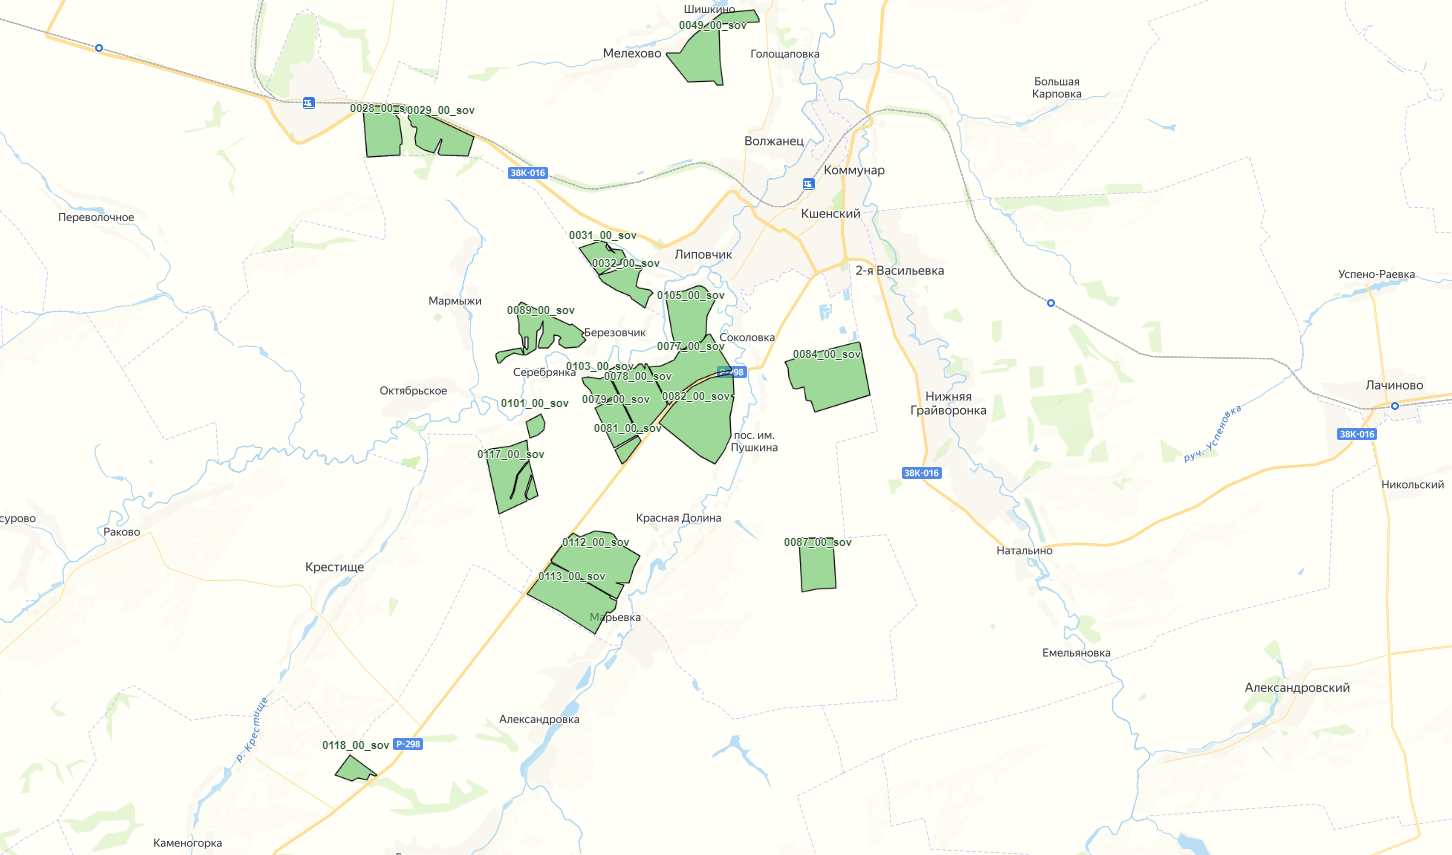 Шишкино
0049_00_sov
Мелехово
Голощаповка
Большая
Карповка
0028_00_s
0029_00_sov
Волжанец
38К-016
Коммунар
Переволочное
Кшенский
0031_00_sov
Липовчик
0032_00_sov
2-я Васильевка
Успено-Раевка
Мармыжи
0105_00_sov
0089_00_sov
Березовчик
Соколовка
0077_00_sov
0084_00_sov
0103_00_sov
Серебрянка
0078_00_sov
Р-298
Октябрьское
Лачиново
0082_00_sov
0079_00_sov
0101_00_sov
Нижняя
Грайворонка
0081_00_sov
пос. им.
Пушкина
руч. Успеновка
38К-016
0117_00_sov
38К-016
Никольский
суpово
Раково
Красная Долина
0112_00_sov
0087_00_sov
Натальино
Крестище
0113_00_sov
Марьевка
Емельяновка
Александровский
р. Крестище
Александровка
0118_00_sov
Р-298
Каменогорка